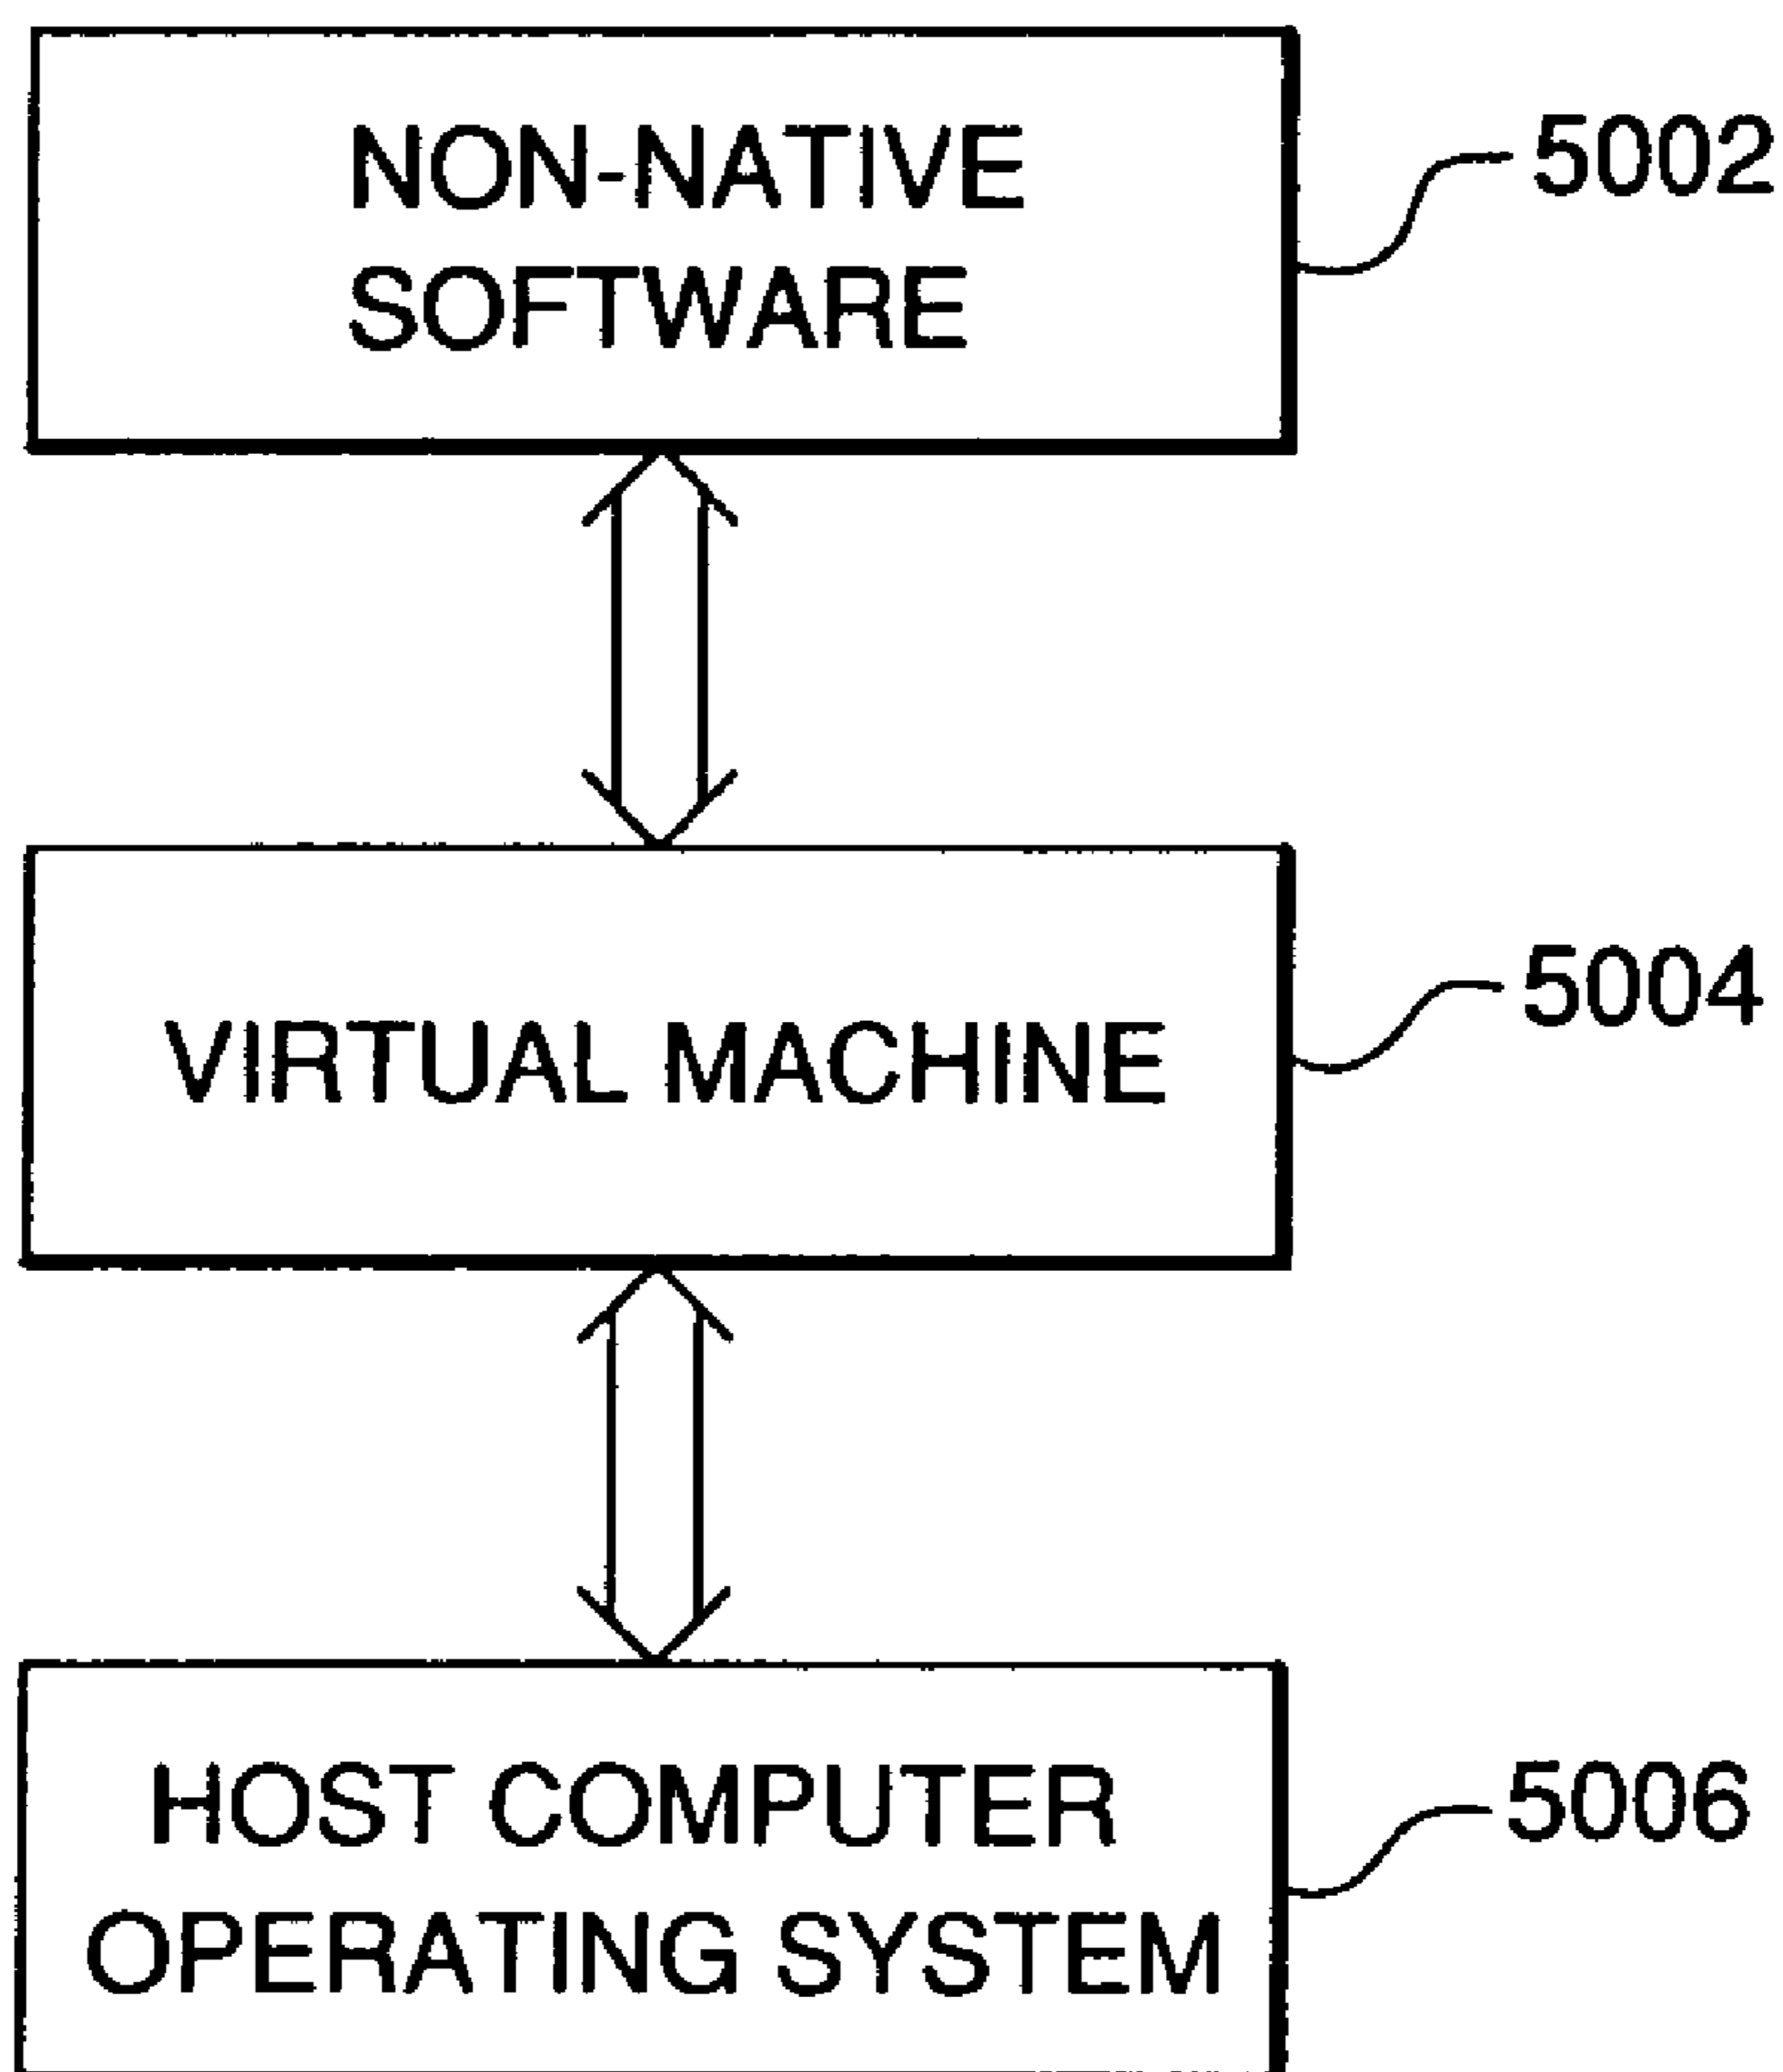 NON-NATIVE
SOFTWARE
5002
VIRTUAL MACHINE
5004
HOST COMPUTER
OPERATING SYSTEM
5006